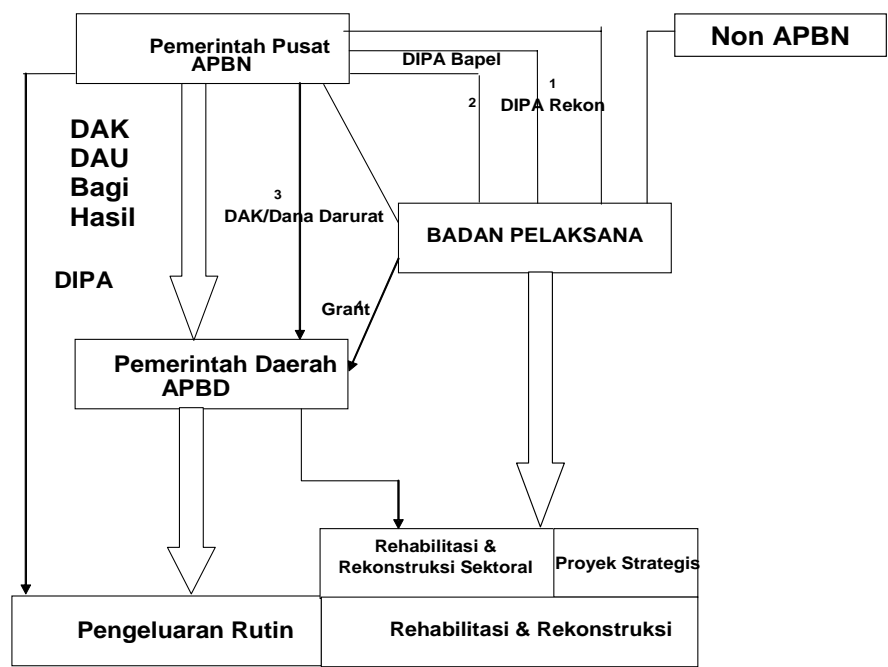 Pemerintah Pusat
APBN
Non APBN
DIPA Bapel
1
DIPA Rekon
2
DAK
DAU
Bagi
Hasil
3
DAK/Dana Darurat
BADAN PELAKSANA
DIPA
4
Grant
Pemerintah Daerah
APBD
Rehabilitasi &
Rekonstruksi Sektoral
Proyek Strategis
Pengeluaran Rutin
Rehabilitasi & Rekonstruksi